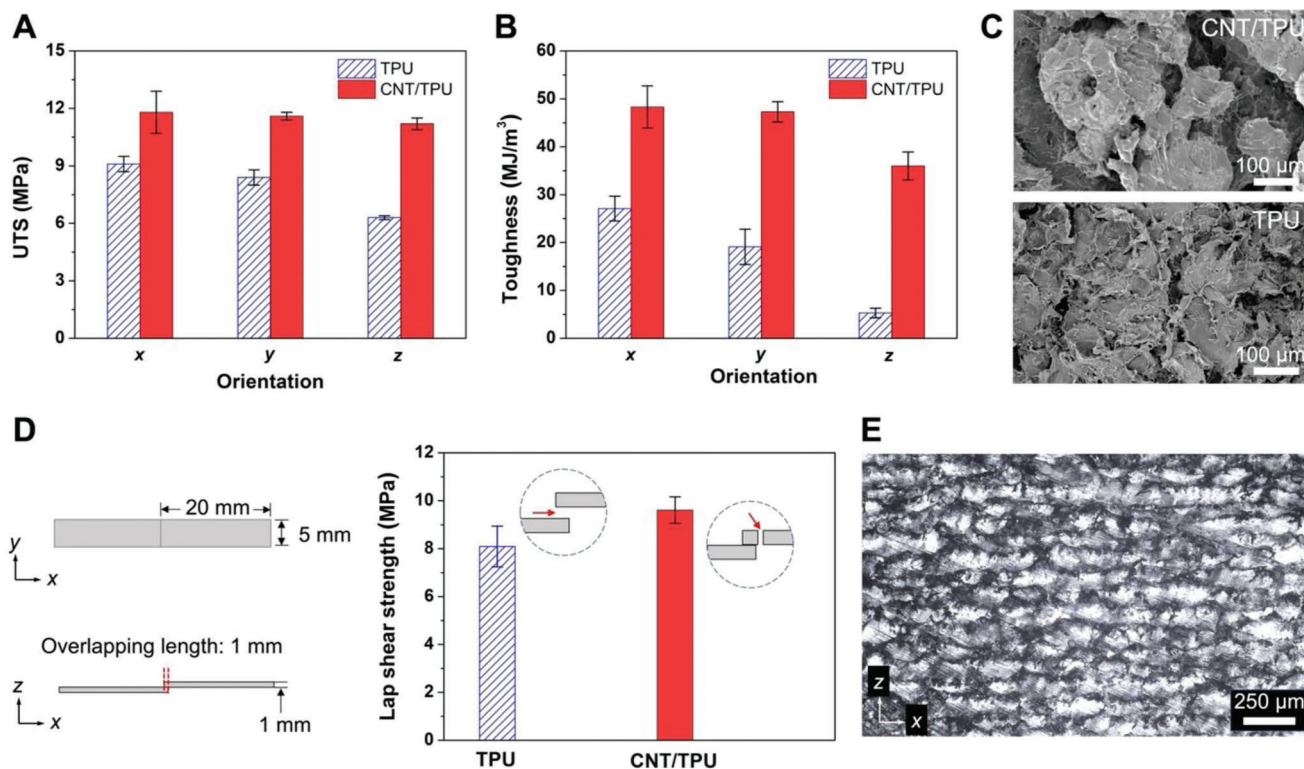 A
UTS (MPa)
15
12
9
6
3
0
TPU
CNT/TPU
x
y
z
Orientation
B
Toughness (MJ/m³)
60
50
40
30
20
10
0
TPU
CNT/TPU
x
y
z
Orientation
C
CNT/TPU
100 µm
TPU
100 µm
D
20 mm
5 mm
y
x
Overlapping length: 1 mm
z
x
1 mm
Lap shear strength (MPa)
12
10
8
6
4
2
0
TPU
CNT/TPU
E
z
x
250 µm